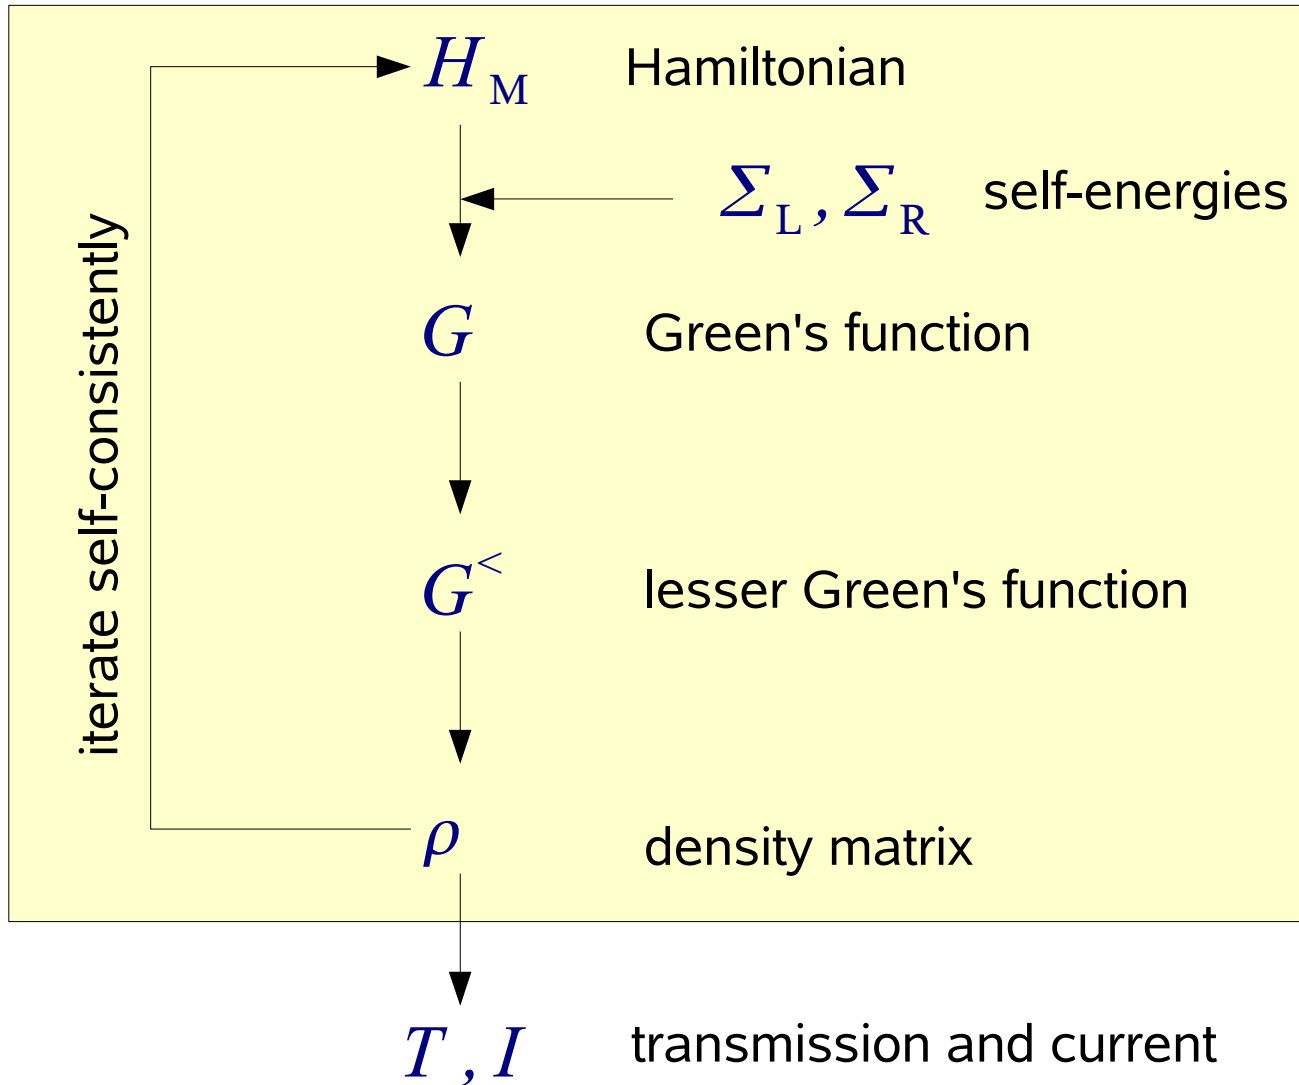 H_M Hamiltonian
Σ_L, Σ_R self-energies
G Green's function
G^< lesser Green's function
ρ density matrix
iterate self-consistently
T, I transmission and current